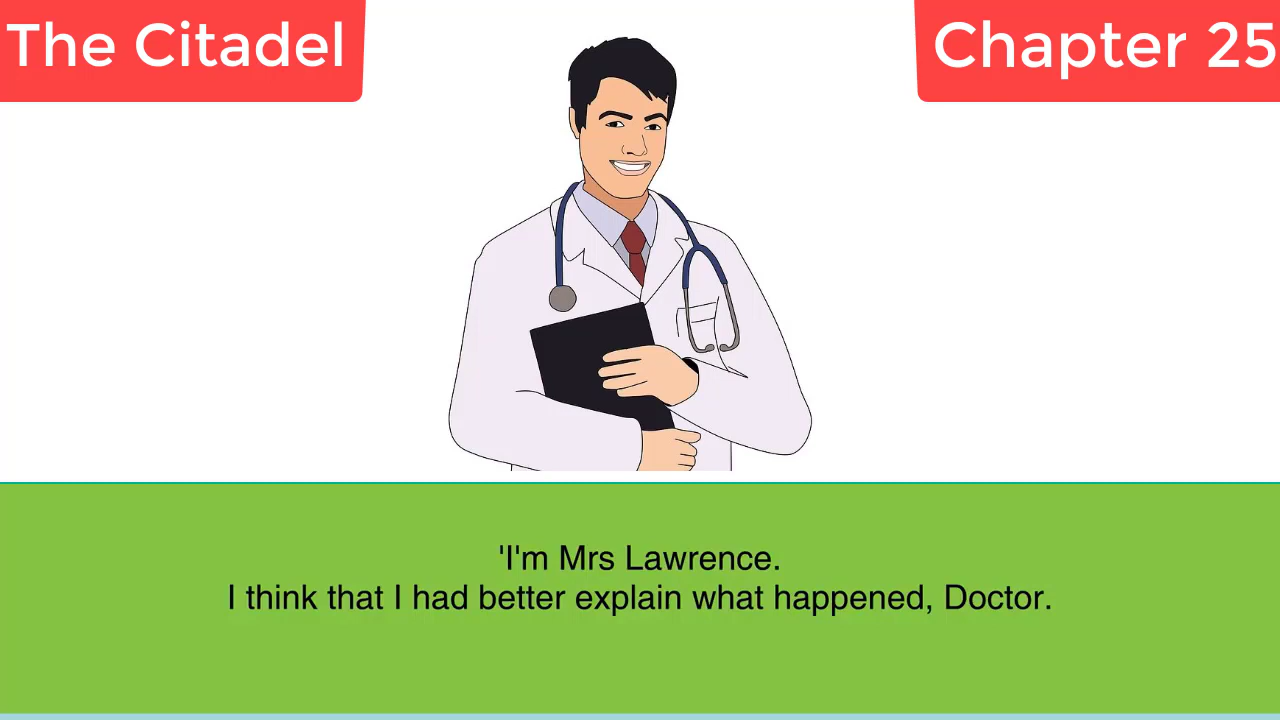 The Citadel
Chapter 25
'I'm Mrs Lawrence.
I think that I had better explain what happened, Doctor.